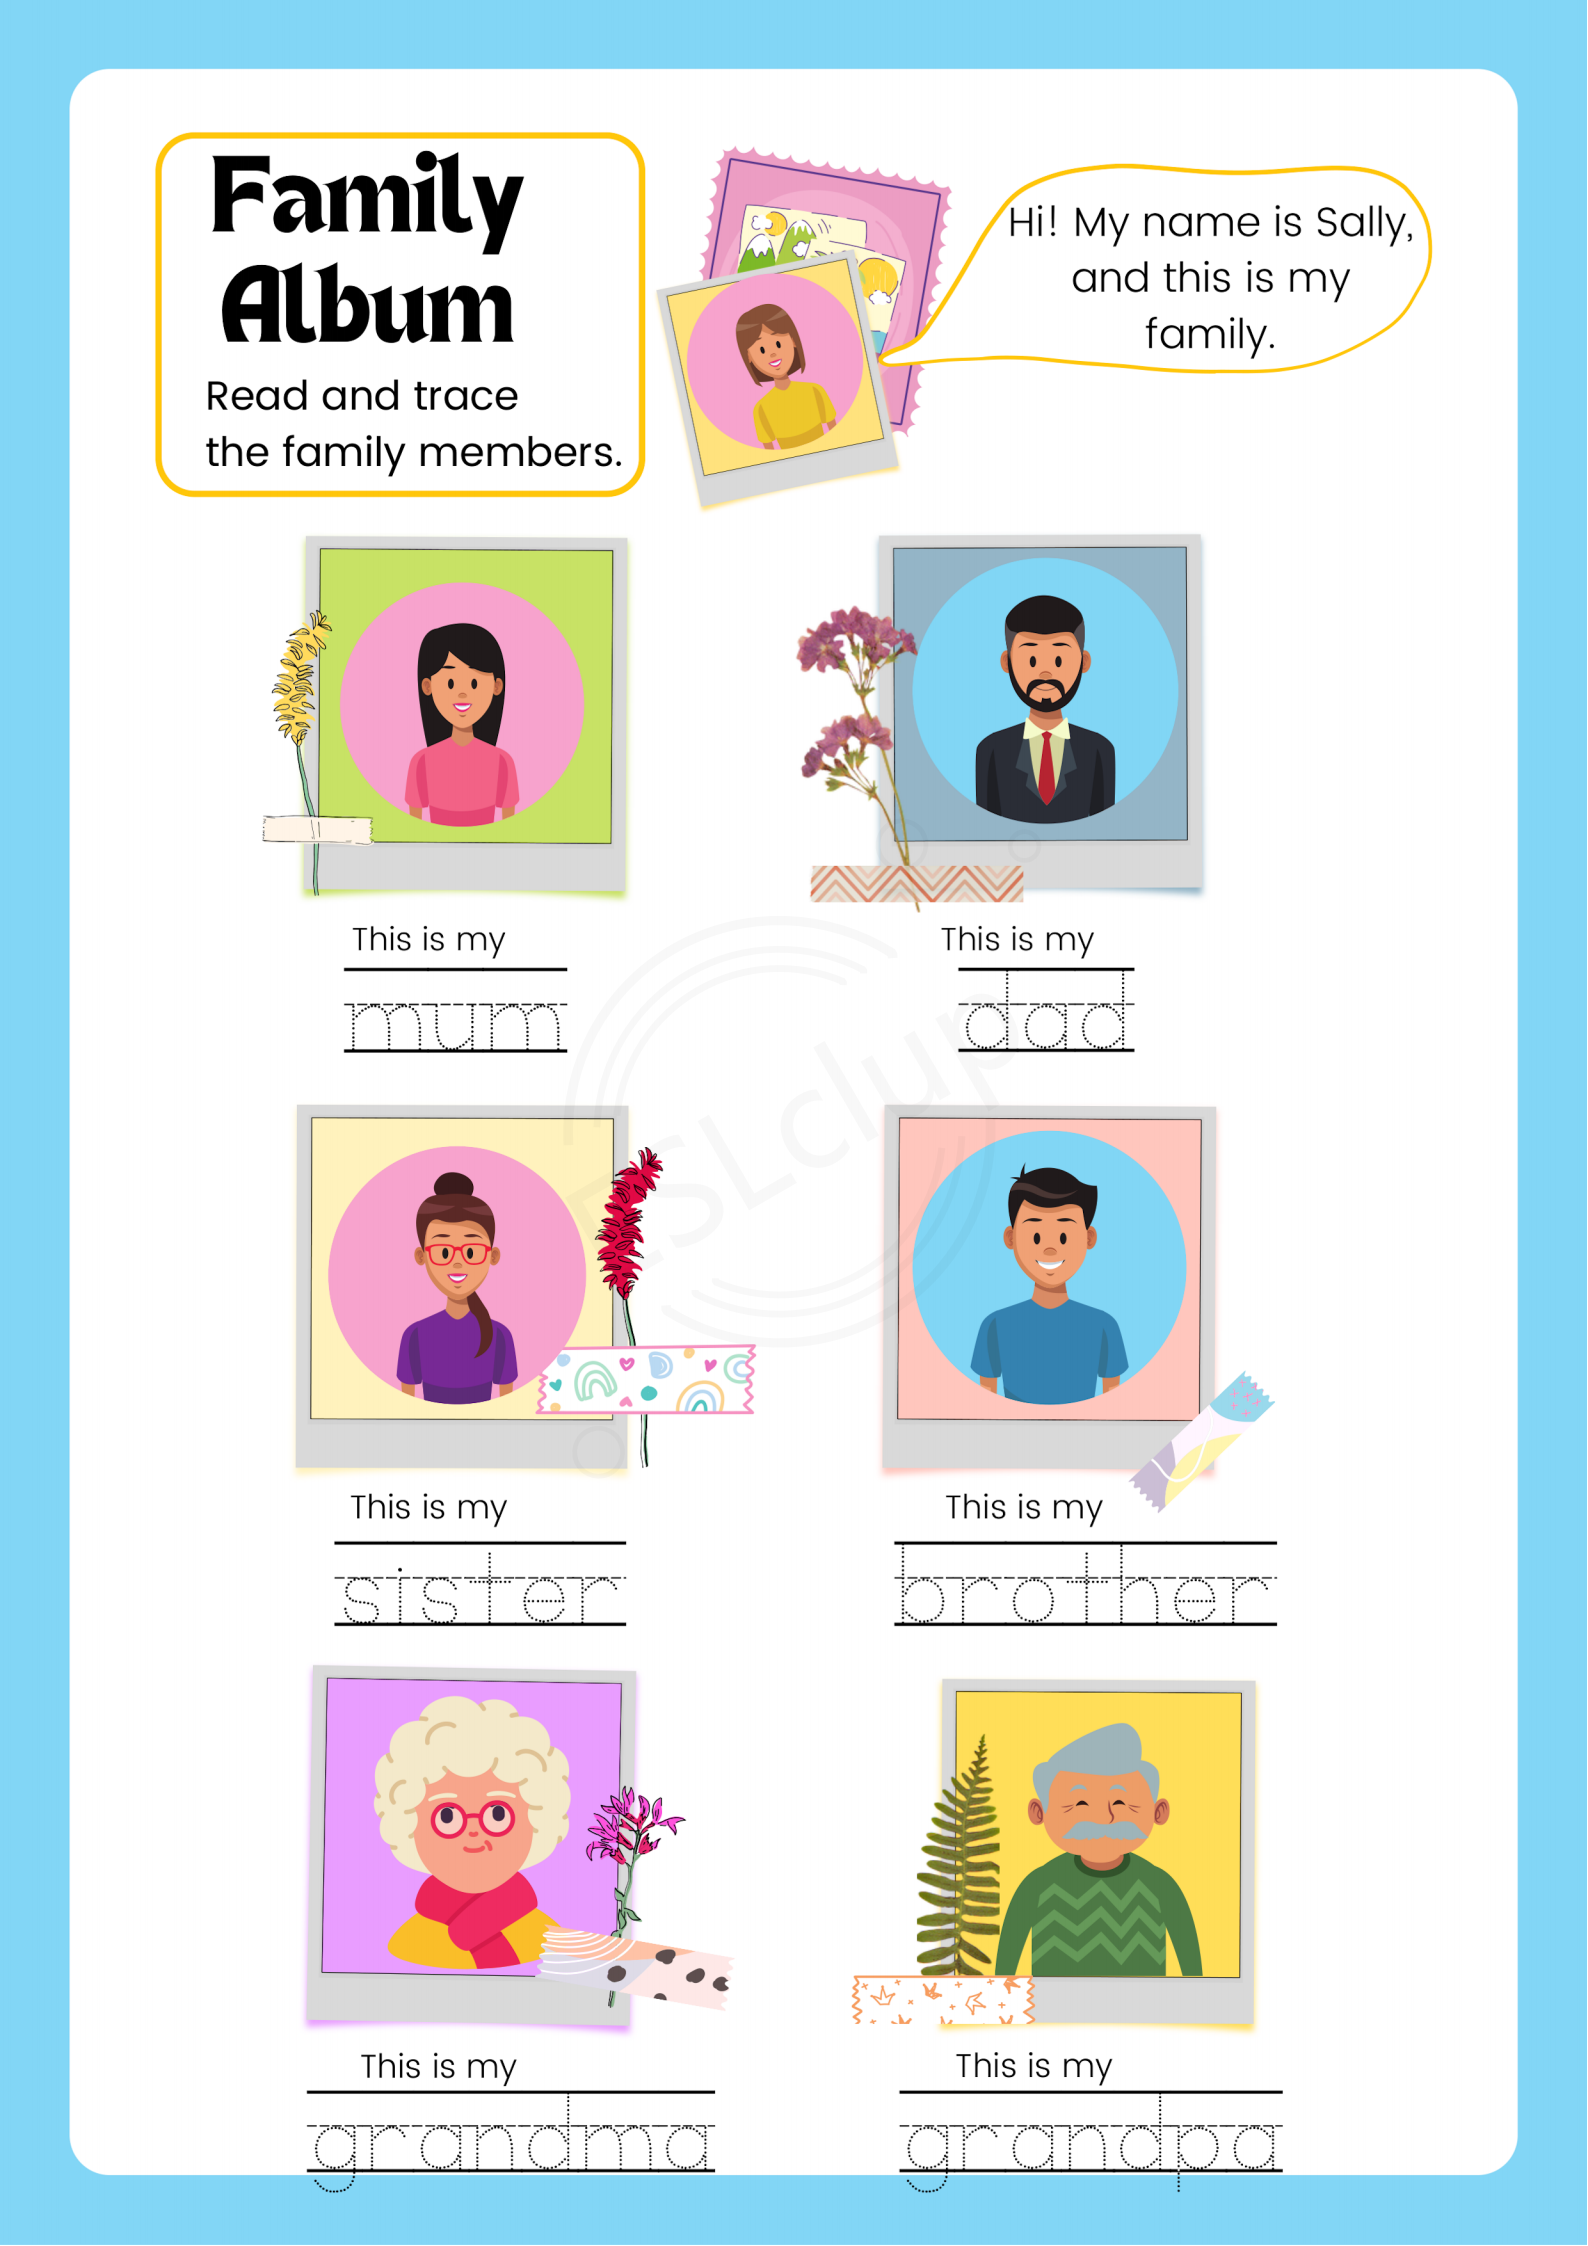 Family
Album
Read and trace
the family members.
Hi! My name is Sally,
and this is my
family.
This is my
mum
This is my
dad
ESLclup
This is my
sister
This is my
brother
This is my
grandma
This is my
grandpa